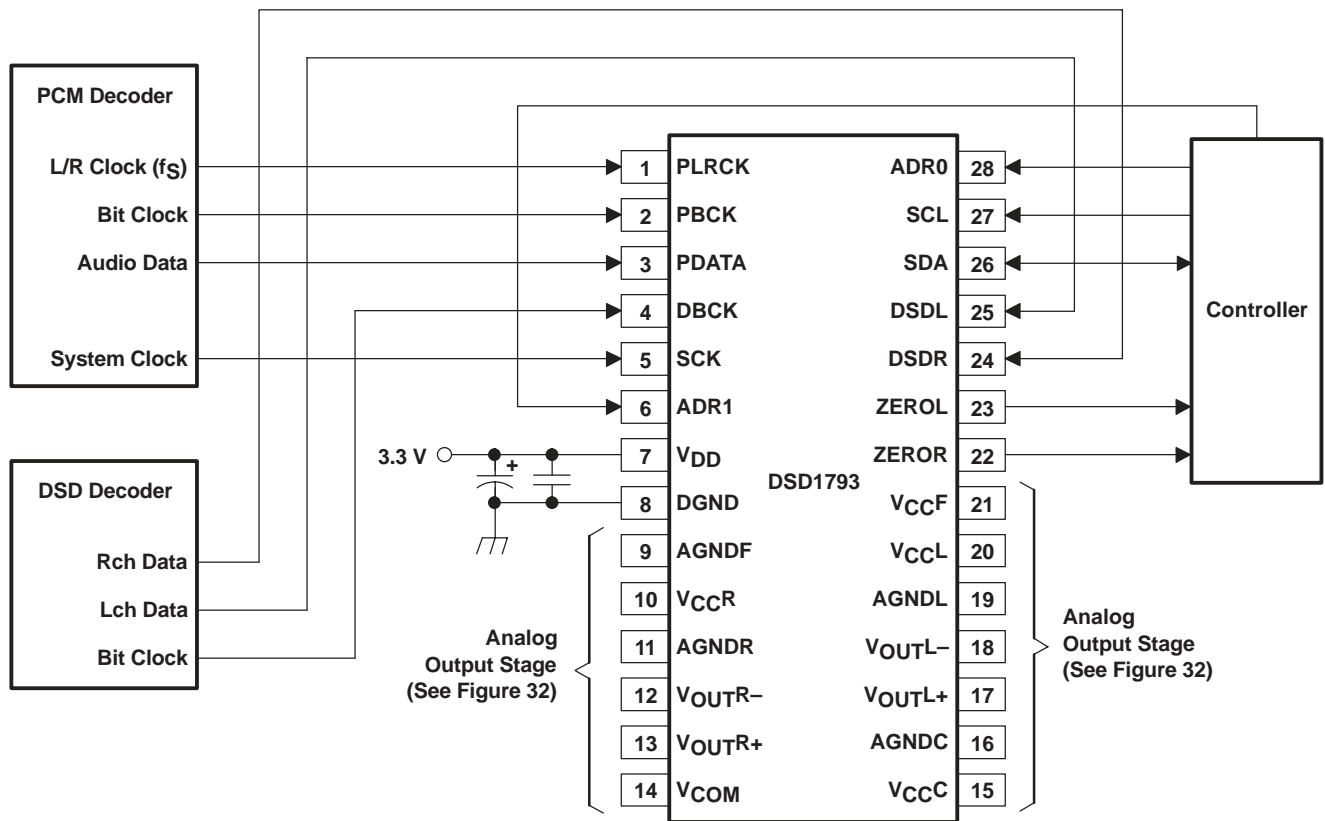 PCM Decoder
L/R Clock (fS)
Bit Clock
Audio Data
System Clock
DSD Decoder
Rch Data
Lch Data
Bit Clock
3.3 V
+
Analog
Output Stage
(See Figure 32)
1 PLRCK
2 PBCK
3 PDATA
4 DBCK
5 SCK
6 ADR1
7 VDD
8 DGND
9 AGNDF
10 VCCR
11 AGNDR
12 VOUTR–
13 VOUTR+
14 VCOM
DSD1793
ADR0 28
SCL 27
SDA 26
DSDL 25
DSDR 24
ZEROL 23
ZEROR 22
VCCF 21
VCCL 20
AGNDL 19
VOUTL– 18
VOUTL+ 17
AGNDC 16
VCCC 15
Controller
Analog
Output Stage
(See Figure 32)